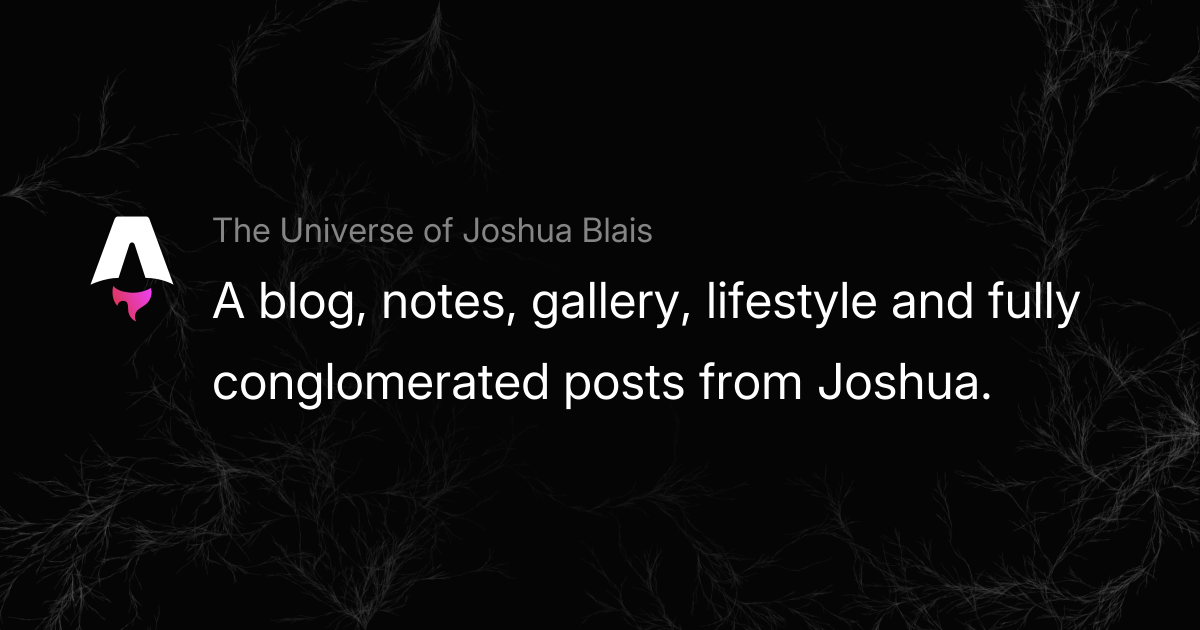 The Universe of Joshua Blais
A blog, notes, gallery, lifestyle and fully
conglomerated posts from Joshua.